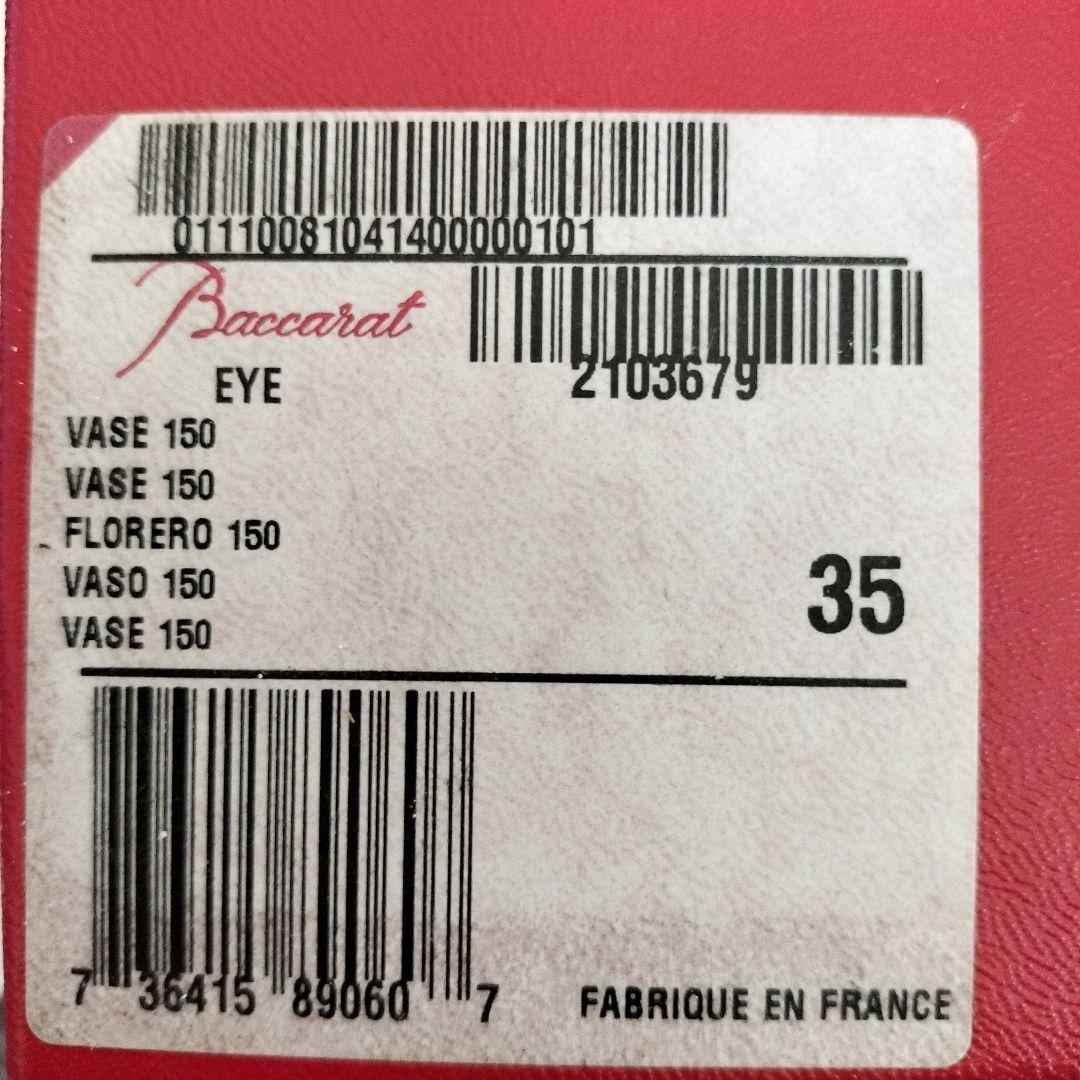 01110081041400000101
Baccarat
EYE
2103679
VASE 150
VASE 150
FLORERO 150
VASO 150
VASE 150
35
7 36415 89060 7
FABRIQUE EN FRANCE